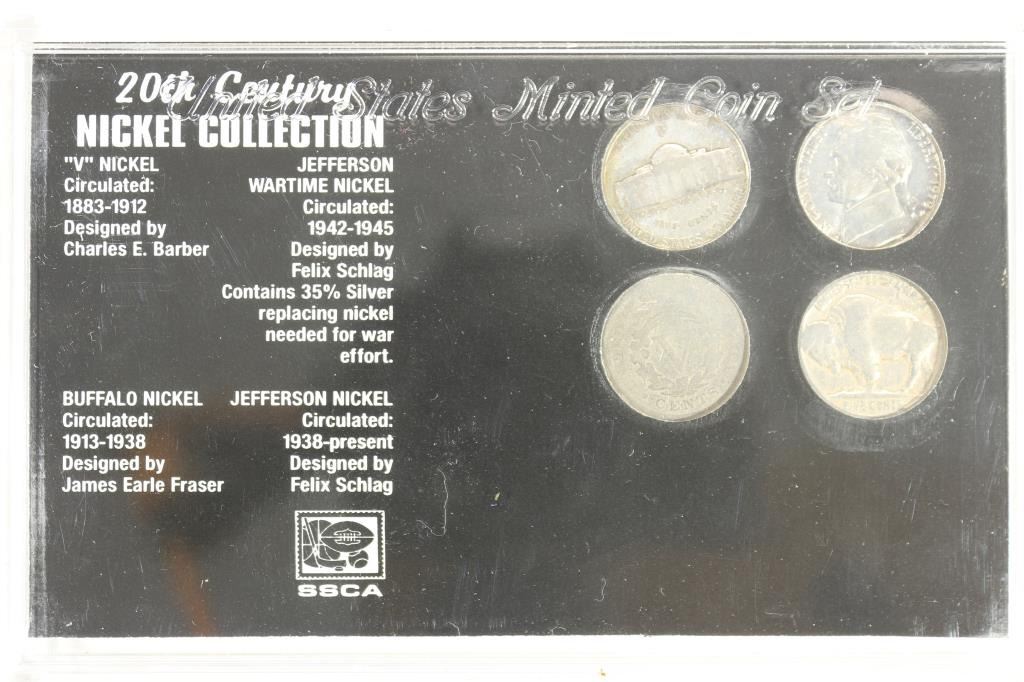 United States Minted Coin Set
20th Century
NICKEL COLLECTION
"V" NICKEL
Circulated:
1883-1912
Designed by
Charles E. Barber
JEFFERSON
WARTIME NICKEL
Circulated:
1942-1945
Designed by
Felix Schlag
Contains 35% Silver
replacing nickel
needed for war
effort.
BUFFALO NICKEL
Circulated:
1913-1938
Designed by
James Earle Fraser
JEFFERSON NICKEL
Circulated:
1938-present
Designed by
Felix Schlag
SSCA
CENTS